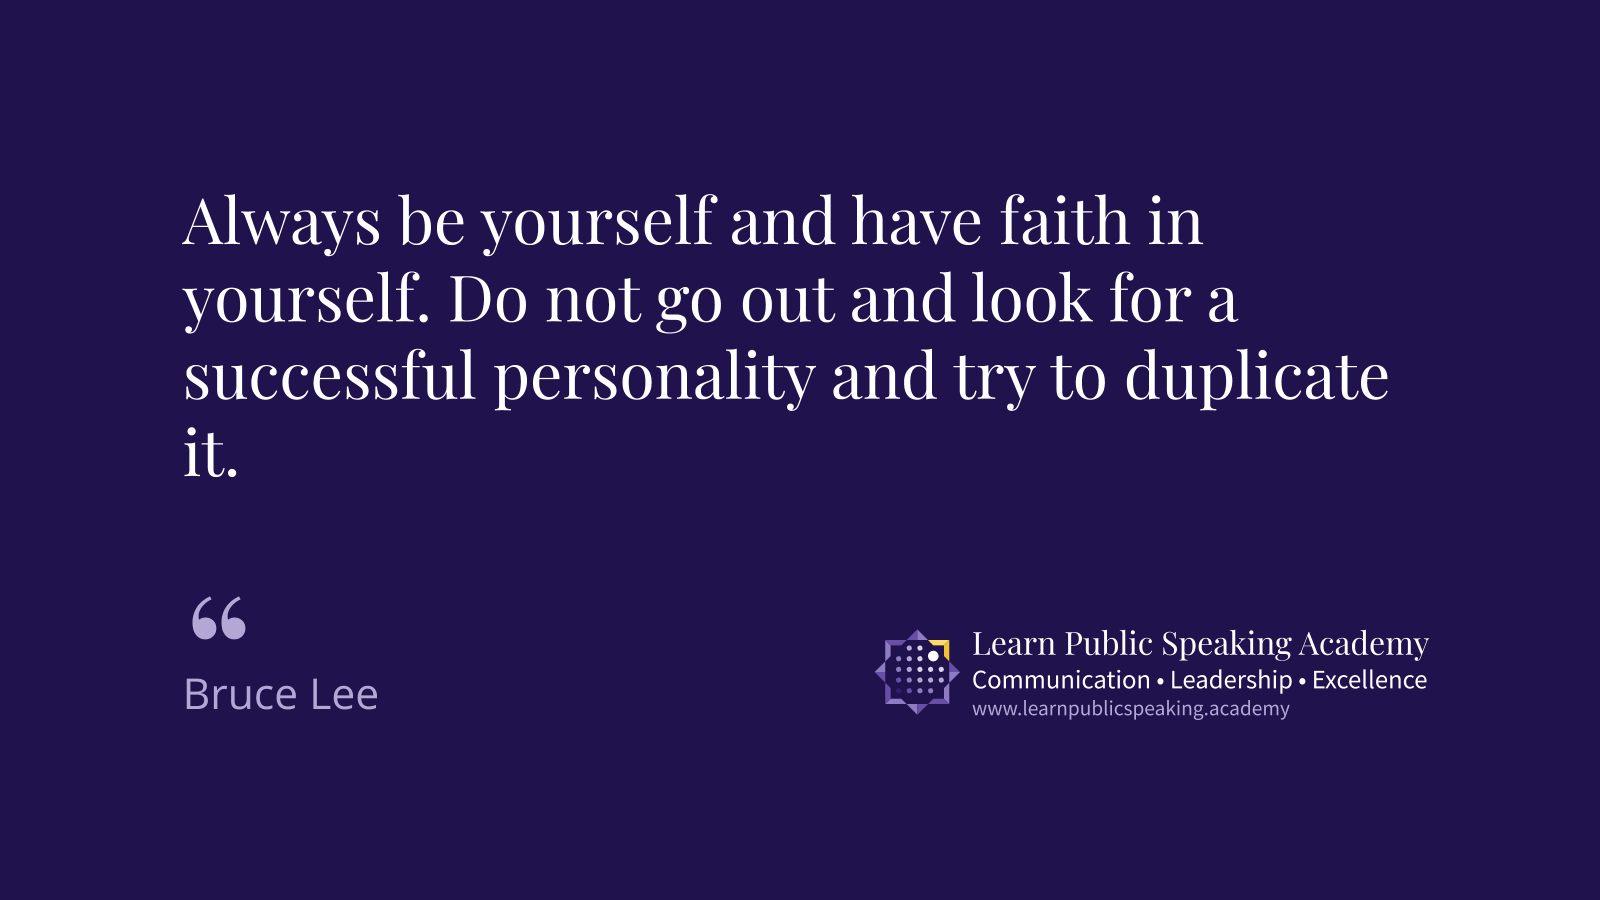 Always be yourself and have faith in
yourself. Do not go out and look for a
successful personality and try to duplicate
it.
“
Bruce Lee
Learn Public Speaking Academy
Communication • Leadership • Excellence
www.learnpublicspeaking.academy